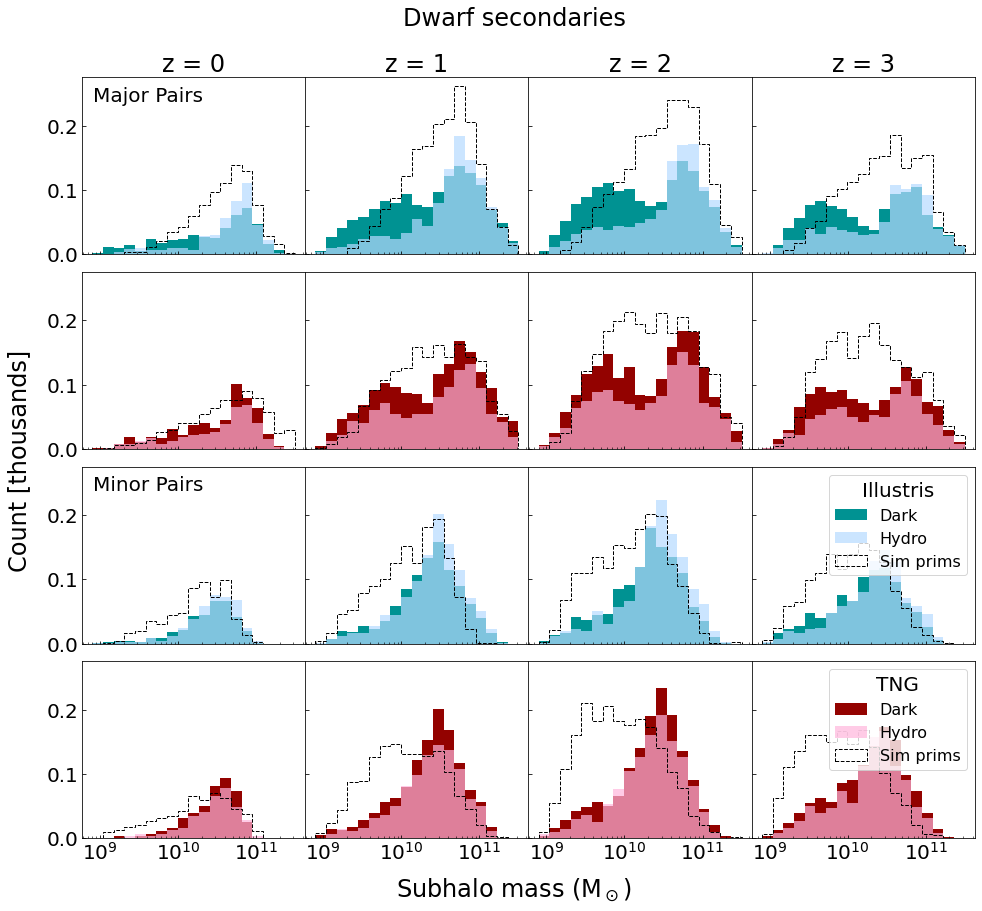 Dwarf secondaries
z = 0 z = 1 z = 2 z = 3
Major Pairs
0.2
0.1
0.0
0.2
0.1
0.0
Count [thousands]
Minor Pairs
0.2
0.1
0.0
Illustris
Dark
Hydro
Sim prims
0.2
0.1
0.0
TNG
Dark
Hydro
Sim prims
10⁹ 10¹⁰ 10¹¹ 10⁹ 10¹⁰ 10¹¹ 10⁹ 10¹⁰ 10¹¹ 10⁹ 10¹⁰ 10¹¹
Subhalo mass (M_⊙)